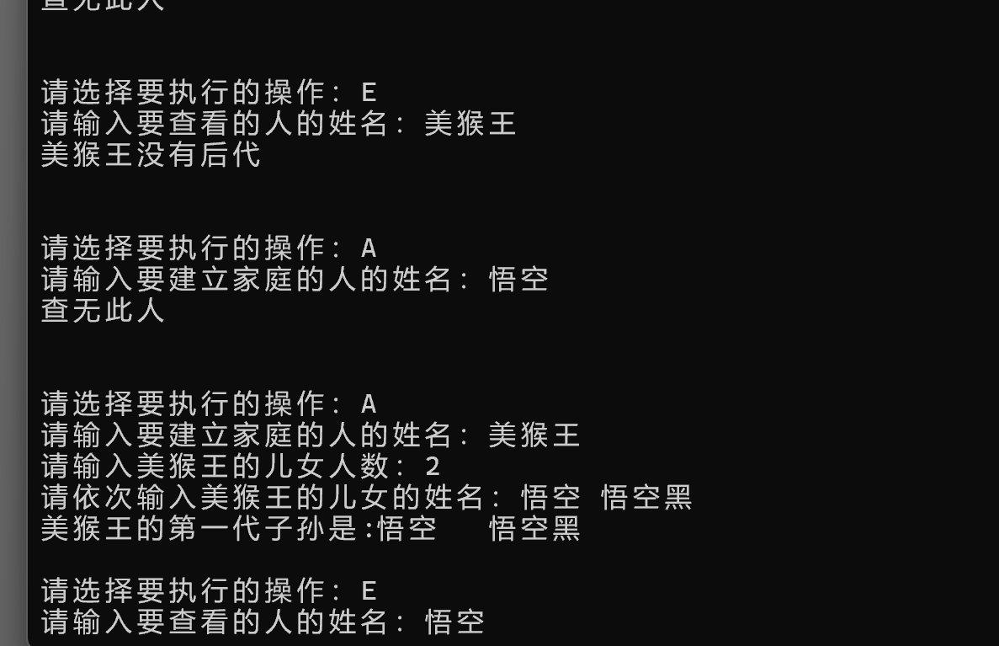 查无此人
请选择要执行的操作: E
请输入要查看的人的姓名: 美猴王
美猴王没有后代
请选择要执行的操作: A
请输入要建立家庭的人的姓名: 悟空
查无此人
请选择要执行的操作: A
请输入要建立家庭的人的姓名: 美猴王
请输入美猴王的儿女人数: 2
请依次输入美猴王的儿女的姓名: 悟空 悟空黑
美猴王的第一代子孙是:悟空   悟空黑
请选择要执行的操作: E
请输入要查看的人的姓名: 悟空